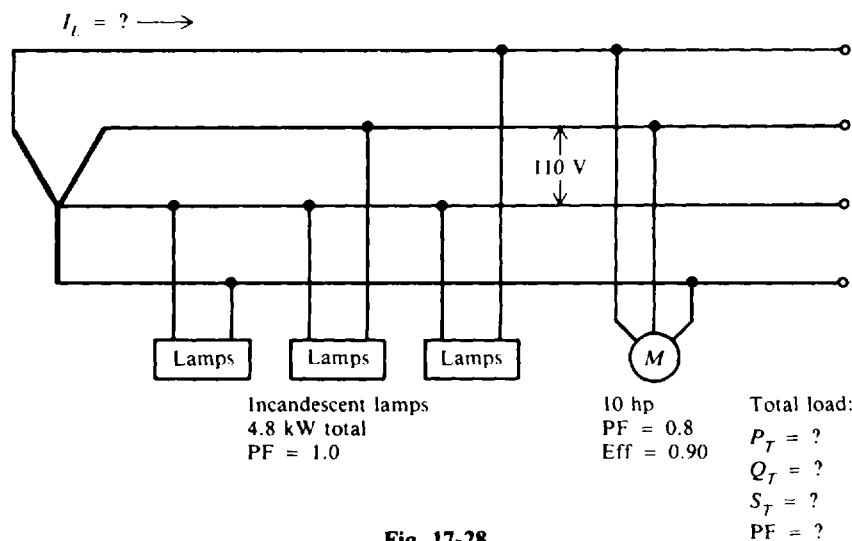 I_L = ? →
110 V
Lamps Lamps Lamps M
Incandescent lamps
4.8 kW total
PF = 1.0
10 hp
PF = 0.8
Eff = 0.90
Total load:
P_T = ?
Q_T = ?
S_T = ?
PF = ?
Fig. 17-28